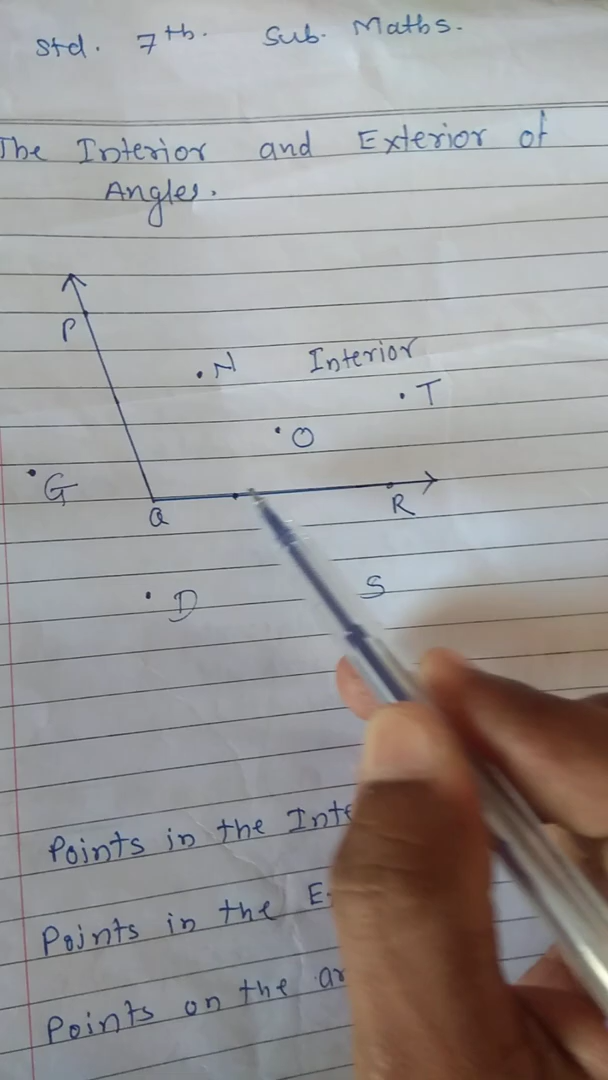 Std. 7th. Sub. Maths.
The Interior and Exterior of
Angles.
P
N Interior
T
O
G
Q R
D S
Points in the Inte
Points in the E
Points on the a